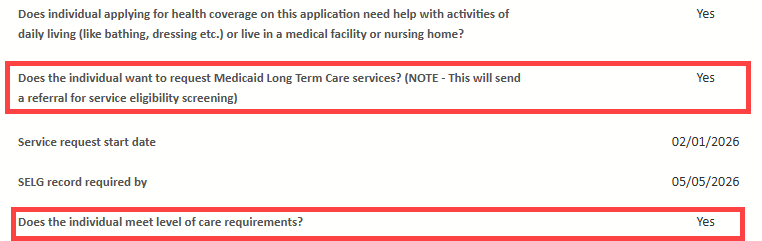 Does individual applying for health coverage on this application need help with activities of Yes
daily living (like bathing, dressing etc.) or live in a medical facility or nursing home?
Does the individual want to request Medicaid Long Term Care services? (NOTE - This will send Yes
a referral for service eligibility screening)
Service request start date 02/01/2026
SELG record required by 05/05/2026
Does the individual meet level of care requirements? Yes